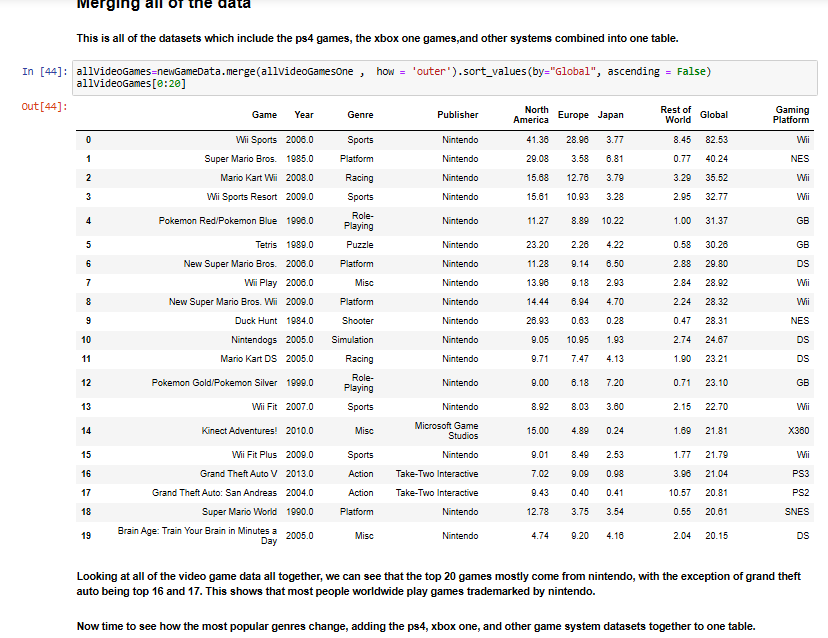 Merging all of the data
This is all of the datasets which include the ps4 games, the xbox one games,and other systems combined into one table.
In [44]: allVideoGames=newGameData.merge(allVideoGamesOne , how = 'outer').sort_values(by="Global", ascending = False)
allVideoGames[0:20]
Out[44]:
Game Year Genre Publisher North America Europe Japan Rest of World Global Gaming Platform
0 Wii Sports 2006.0 Sports Nintendo 41.36 28.96 3.77 8.45 82.53 Wii
1 Super Mario Bros. 1985.0 Platform Nintendo 29.08 3.58 6.81 0.77 40.24 NES
2 Mario Kart Wii 2008.0 Racing Nintendo 15.68 12.76 3.79 3.29 35.52 Wii
3 Wii Sports Resort 2009.0 Sports Nintendo 15.61 10.93 3.28 2.95 32.77 Wii
4 Pokemon Red/Pokemon Blue 1996.0 Role-Playing Nintendo 11.27 8.89 10.22 1.00 31.37 GB
5 Tetris 1989.0 Puzzle Nintendo 23.20 2.26 4.22 0.58 30.26 GB
6 New Super Mario Bros. 2006.0 Platform Nintendo 11.28 9.14 6.50 2.88 29.80 DS
7 Wii Play 2006.0 Misc Nintendo 13.96 9.18 2.93 2.84 28.92 Wii
8 New Super Mario Bros. Wii 2009.0 Platform Nintendo 14.44 6.94 4.70 2.24 28.32 Wii
9 Duck Hunt 1984.0 Shooter Nintendo 26.93 0.63 0.28 0.47 28.31 NES
10 Nintendogs 2005.0 Simulation Nintendo 9.05 10.95 1.93 2.74 24.67 DS
11 Mario Kart DS 2005.0 Racing Nintendo 9.71 7.47 4.13 1.90 23.21 DS
12 Pokemon Gold/Pokemon Silver 1999.0 Role-Playing Nintendo 9.00 6.18 7.20 0.71 23.10 GB
13 Wii Fit 2007.0 Sports Nintendo 8.92 8.03 3.60 2.15 22.70 Wii
14 Kinect Adventures! 2010.0 Misc Microsoft Game Studios 15.00 4.89 0.24 1.69 21.81 X360
15 Wii Fit Plus 2009.0 Sports Nintendo 9.01 8.49 2.53 1.77 21.79 Wii
16 Grand Theft Auto V 2013.0 Action Take-Two Interactive 7.02 9.09 0.98 3.96 21.04 PS3
17 Grand Theft Auto: San Andreas 2004.0 Action Take-Two Interactive 9.43 0.40 0.41 10.57 20.81 PS2
18 Super Mario World 1990.0 Platform Nintendo 12.78 3.75 3.54 0.55 20.61 SNES
19 Brain Age: Train Your Brain in Minutes a Day 2005.0 Misc Nintendo 4.74 9.20 4.16 2.04 20.15 DS
Looking at all of the video game data all together, we can see that the top 20 games mostly come from nintendo, with the exception of grand theft
auto being top 16 and 17. This shows that most people worldwide play games trademarked by nintendo.
Now time to see how the most popular genres change, adding the ps4, xbox one, and other game system datasets together to one table.